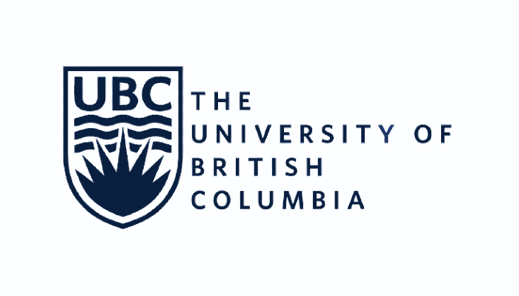 UBC
THE
UNIVERSITY OF
BRITISH
COLUMBIA